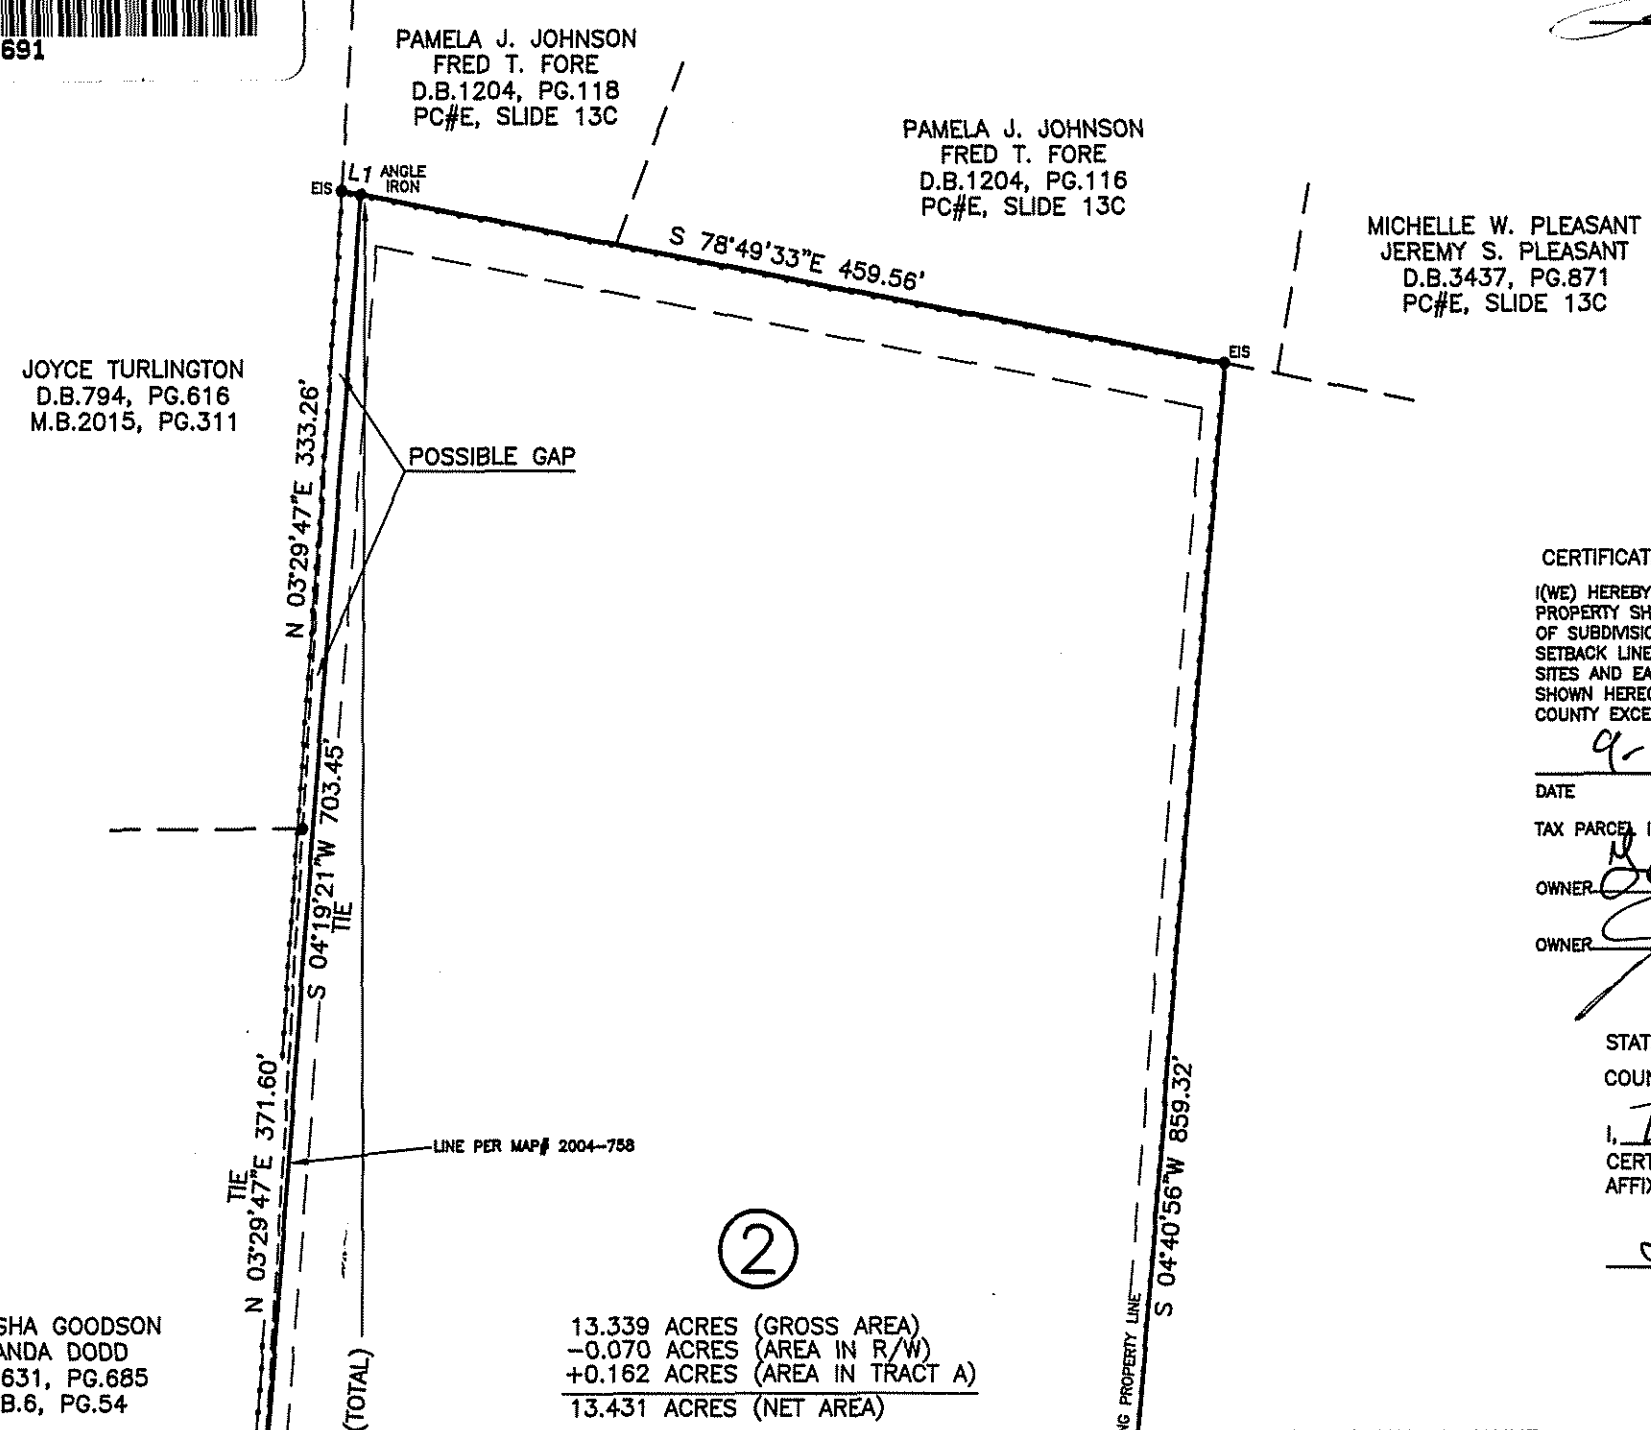 691
PAMELA J. JOHNSON
FRED T. FORE
D.B.1204, PG.118
PC#E, SLIDE 13C
PAMELA J. JOHNSON
FRED T. FORE
D.B.1204, PG.116
PC#E, SLIDE 13C
MICHELLE W. PLEASANT
JEREMY S. PLEASANT
D.B.3437, PG.871
PC#E, SLIDE 13C
EIS
L1
ANGLE
IRON
S 78°49'33"E 459.56'
EIS
JOYCE TURLINGTON
D.B.794, PG.616
M.B.2015, PG.311
N 03°29'47"E 333.26'
POSSIBLE GAP
S 04°19'21"W 703.45'
TIE
TIE
N 03°29'47"E 371.60'
LINE PER MAP# 2004-758
S 04°40'56"W 859.32'
NG PROPERTY LINE
2
13.339 ACRES (GROSS AREA)
-0.070 ACRES (AREA IN R/W)
+0.162 ACRES (AREA IN TRACT A)
13.431 ACRES (NET AREA)
(TOTAL)
SHA GOODSON
ANDA DODD
631, PG.685
B.6, PG.54
CERTIFICAT
I(WE) HEREBY
PROPERTY SH
OF SUBDIVISIO
SETBACK LINE
SITES AND EA
SHOWN HEREO
COUNTY EXCE
9-
DATE
TAX PARCEL I
OWNER
OWNER
STAT
COUN
I,
CERT
AFFIX